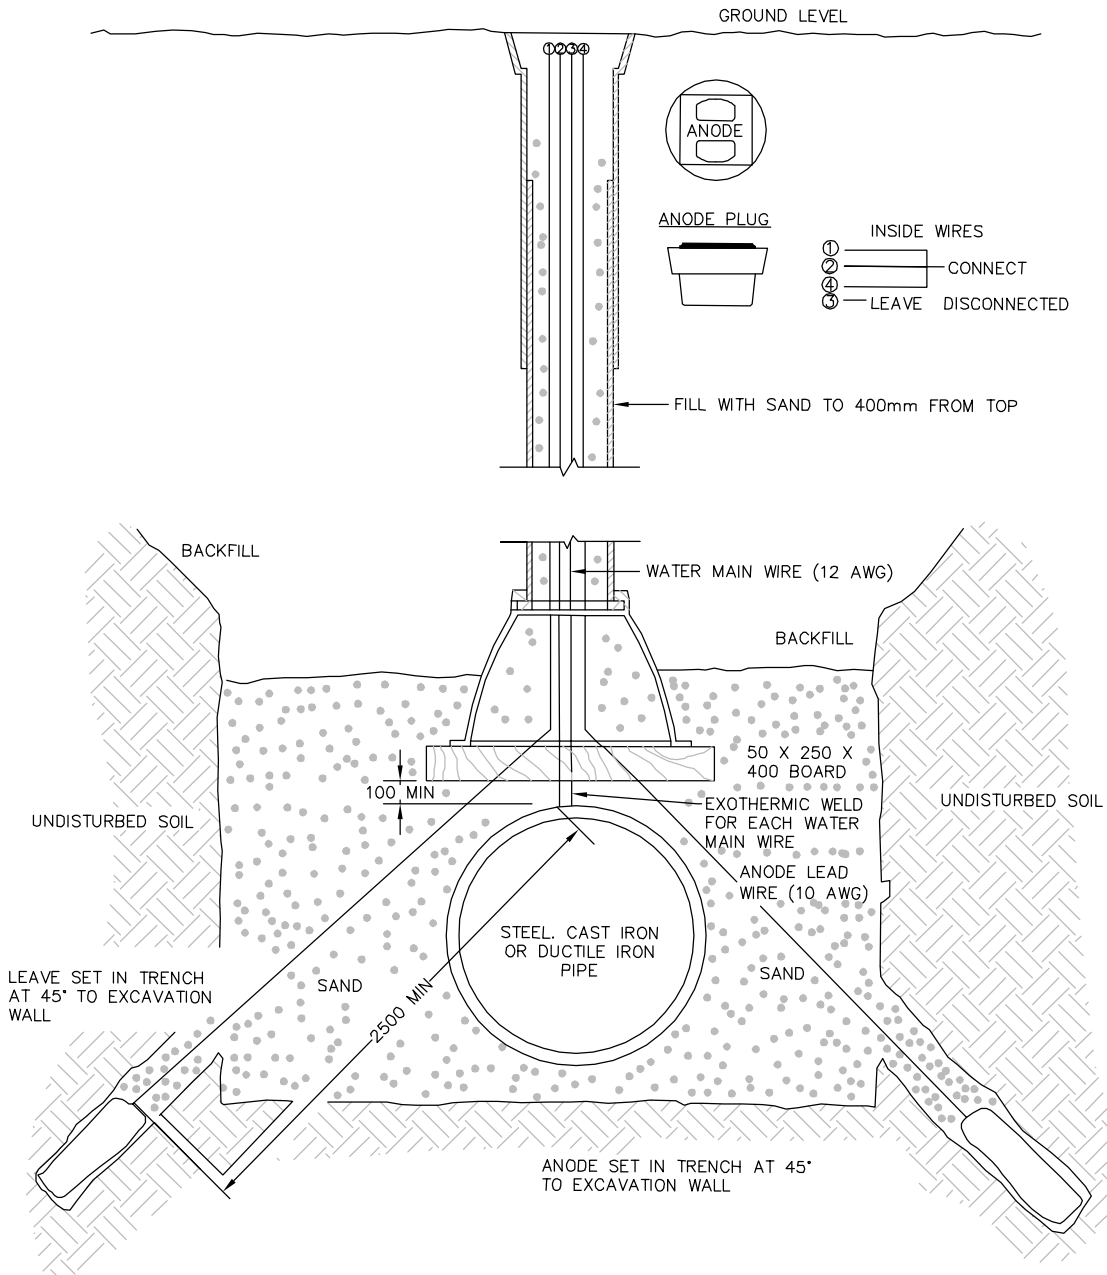 GROUND LEVEL
① ② ③ ④
ANODE
ANODE PLUG
INSIDE WIRES
①
②
④
③
CONNECT
LEAVE DISCONNECTED
FILL WITH SAND TO 400mm FROM TOP
BACKFILL
WATER MAIN WIRE (12 AWG)
BACKFILL
50 X 250 X
400 BOARD
100 MIN
EXOTHERMIC WELD
FOR EACH WATER
MAIN WIRE
UNDISTURBED SOIL
UNDISTURBED SOIL
ANODE LEAD
WIRE (10 AWG)
STEEL. CAST IRON
OR DUCTILE IRON
PIPE
LEAVE SET IN TRENCH
AT 45° TO EXCAVATION
WALL
SAND
SAND
2500 MIN
ANODE SET IN TRENCH AT 45°
TO EXCAVATION WALL